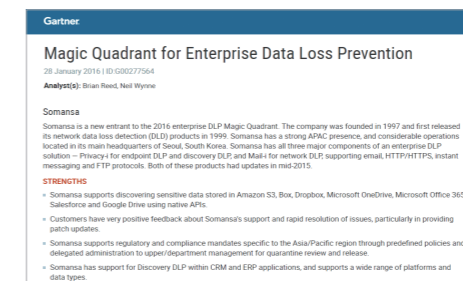 Gartner
Magic Quadrant for Enterprise Data Loss Prevention
28 January 2016 | ID:G00277564
Analyst(s): Brian Reed, Neil Wynne
Somansa
Somansa is a new entrant to the 2016 enterprise DLP Magic Quadrant. The company was founded in 1997 and first released
its network data loss detection (DLD) products in 1999. Somansa has a strong APAC presence, and considerable operations
located in its main headquarters of Seoul, South Korea. Somansa has all three major components of an enterprise DLP
solution — Privacy-i for endpoint DLP and discovery DLP, and Mail-i for network DLP, supporting email, HTTP/HTTPS, instant
messaging and FTP protocols. Both of these products had updates in mid-2015.
STRENGTHS
Somansa supports discovering sensitive data stored in Amazon S3, Box, Dropbox, Microsoft OneDrive, Microsoft Office 365
Salesforce and Google Drive using native APIs.
Customers have very positive feedback about Somansa's support and rapid resolution of issues, particularly in providing
patch updates.
Somansa supports regulatory and compliance mandates specific to the Asia/Pacific region through predefined policies and
delegated administration to upper/department management for quarantine review and release.
Somansa has support for Discovery DLP within CRM and ERP applications, and supports a wide range of platforms and
data types.